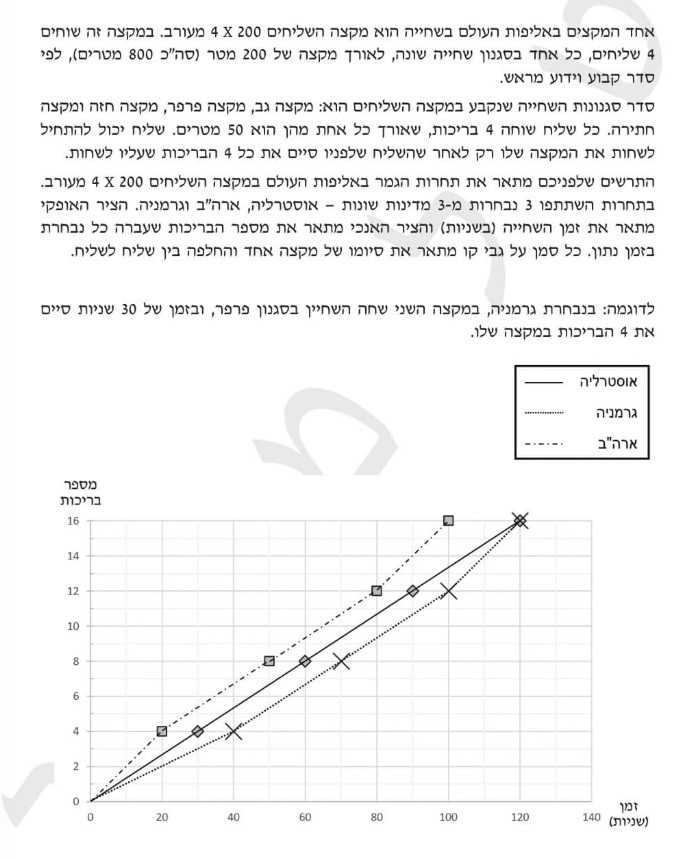 אחד המקצים באליפות העולם בשחייה הוא מקצה השליחים 200 X 4 מעורב. במקצה זה שוחים
4 שליחים, כל אחד בסגנון שחייה שונה, לאורך מקצה של 200 מטר (סה"כ 800 מטרים), לפי
סדר קבוע וידוע מראש.
סדר סגנונות השחייה שנקבע במקצה השליחים הוא: מקצה גב, מקצה פרפר, מקצה חזה ומקצה
חתירה. כל שליח שוחה 4 בריכות, שאורך כל אחת מהן הוא 50 מטרים. שליח יכול להתחיל
לשחות את המקצה שלו רק לאחר שהשליח שלפניו סיים את כל 4 הבריכות שעליו לשחות.
התרשים שלפניכם מתאר את תחרות הגמר באליפות העולם במקצה השליחים 200 X 4 מעורב.
בתחרות השתתפו 3 נבחרות מ-3 מדינות שונות – אוסטרליה, ארה"ב וגרמניה. הציר האופקי
מתאר את זמן השחייה (בשניות) והציר האנכי מתאר את מספר הבריכות שעברה כל נבחרת
בזמן נתון. כל סמן על גבי קו מתאר את סיומו של מקצה אחד והחלפה בין שליח לשליח.
לדוגמה: בנבחרת גרמניה, במקצה השני שחה השחיין בסגנון פרפר, ובזמן של 30 שניות סיים
את 4 הבריכות במקצה שלו.
אוסטרליה
גרמניה
ארה"ב
מספר
בריכות
16
14
12
10
8
6
4
2
0
0 20 40 60 80 100 120 140
זמן
(שניות)